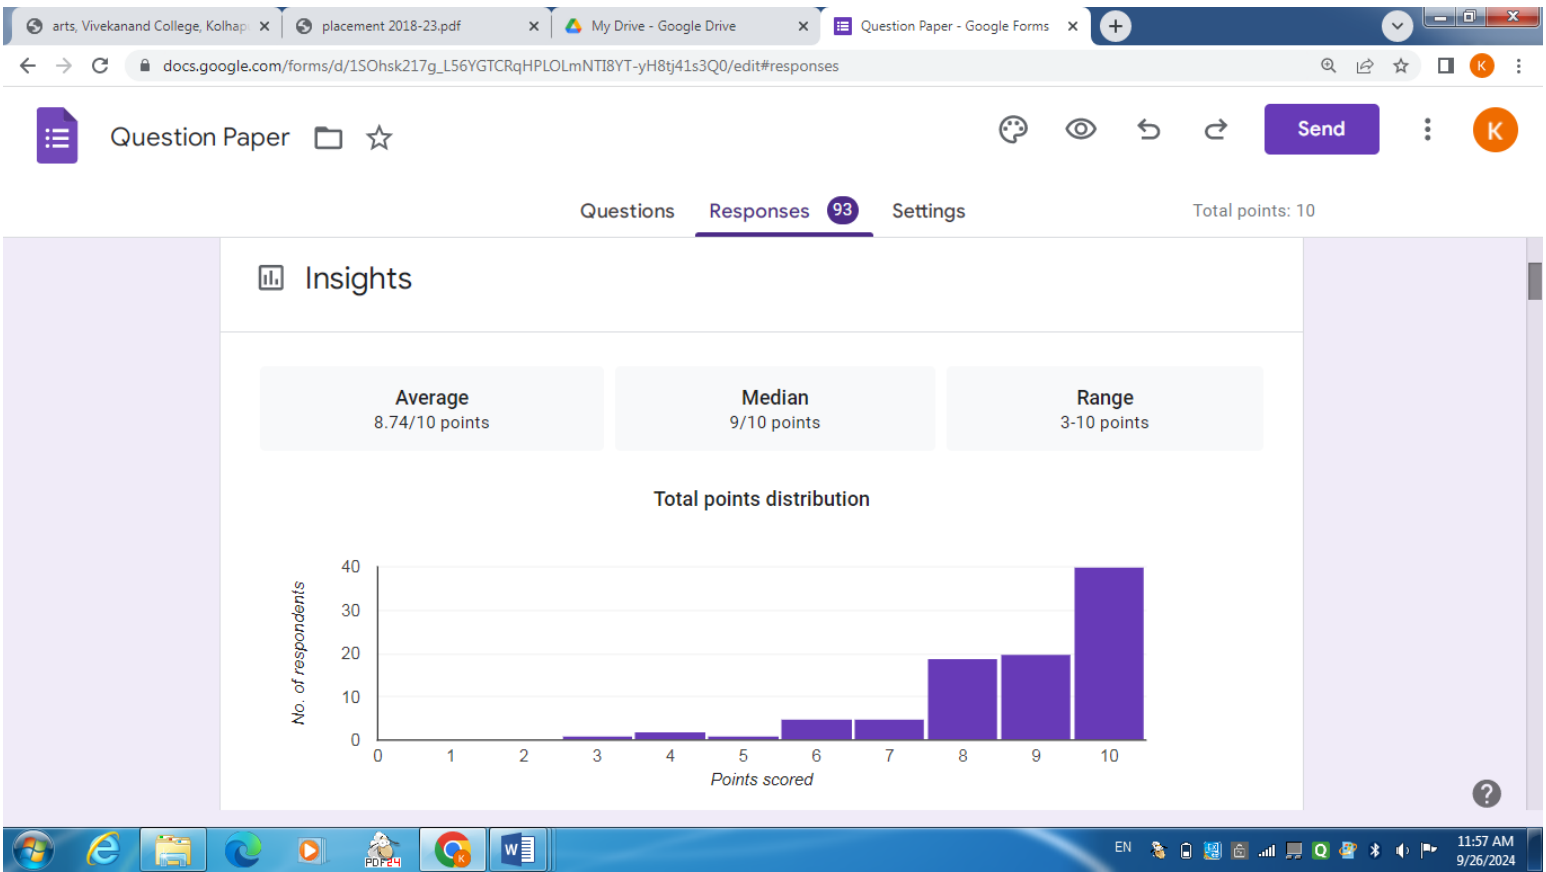 arts, Vivekanand College, Kolhap
placement 2018-23.pdf
My Drive - Google Drive
Question Paper - Google Forms
docs.google.com/forms/d/1SOhsk217g_L56YGTCRqHPLOLmNTI8YT-yH8tj41s3Q0/edit#responses
K
Question Paper
Send
K
Questions
Responses 93
Settings
Total points: 10
Insights
Average
8.74/10 points
Median
9/10 points
Range
3-10 points
Total points distribution
No. of respondents
40
30
20
10
0
0 1 2 3 4 5 6 7 8 9 10
Points scored
PDF24
EN
11:57 AM
9/26/2024